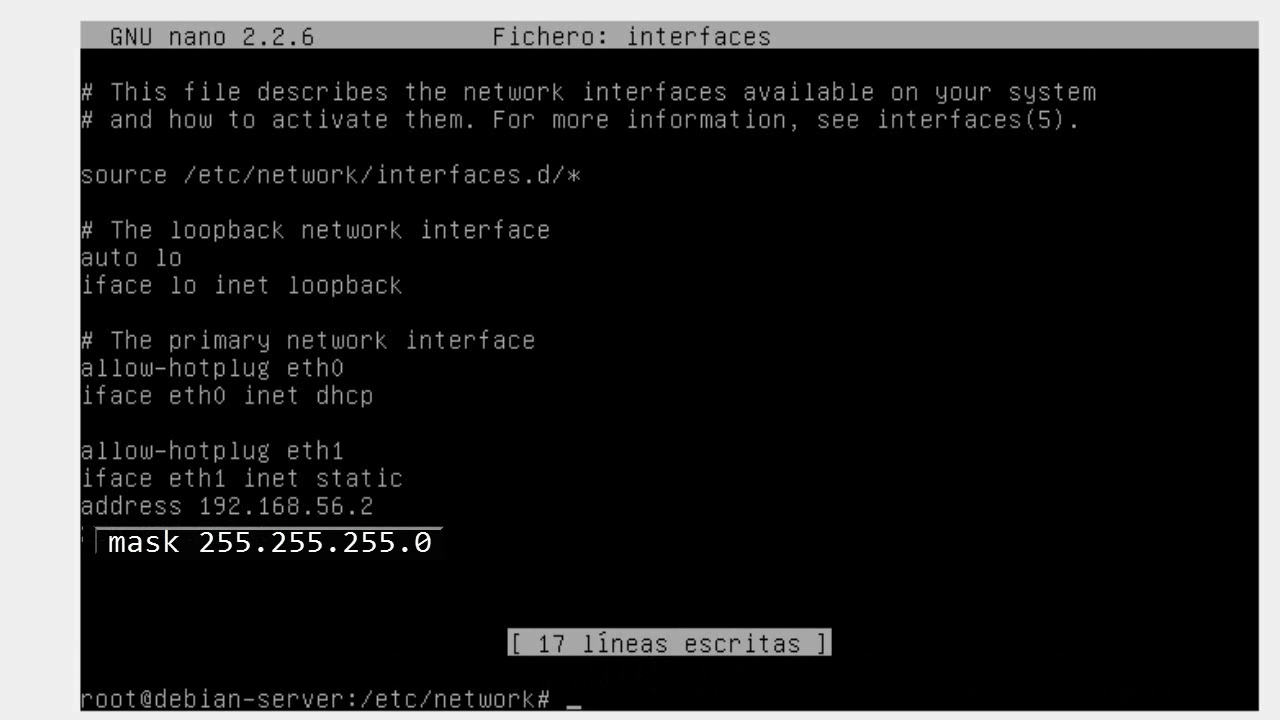 GNU nano 2.2.6 Fichero: interfaces
# This file describes the network interfaces available on your system
# and how to activate them. For more information, see interfaces(5).
source /etc/network/interfaces.d/*
# The loopback network interface
auto lo
iface lo inet loopback
# The primary network interface
allow-hotplug eth0
iface eth0 inet dhcp
allow-hotplug eth1
iface eth1 inet static
address 192.168.56.2
mask 255.255.255.0
[ 17 líneas escritas ]
root@debian-server:/etc/network# _